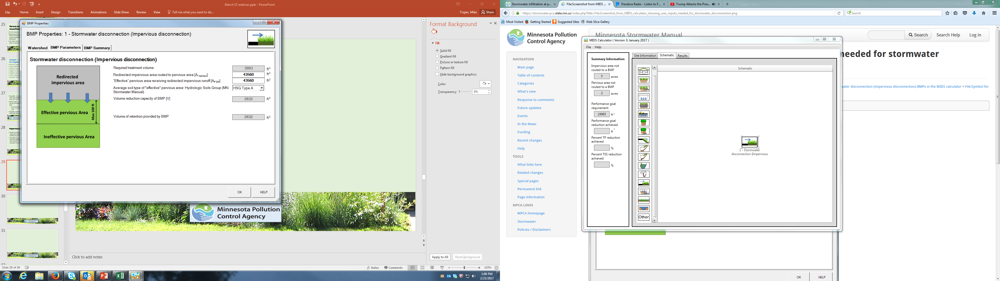 March 15 webinar.pptx - PowerPoint
File Home Insert Design Transitions Animations Slide Show Review View Tell me what you want to do...
Trojan, Mike Share
25
26
27
28
29
30
31
BMP Properties
BMP Properties: 1 - Stormwater disconnection (Impervious disconnection)
Watershed BMP Parameters BMP Summary
Stormwater disconnection (Impervious disconnection)
Redirected
impervious area
Effective pervious Area
Max 100 ft
Ineffective pervious Area
Required treatment volume 3993 ft3
Redirected impervious area routed to pervious area [Ai redirect] 43560 ft2
"Effective" pervious area receiving redirected impervious runoff [AP Eff] 43560 ft2
Average soil type of "effective" pervious area- Hydrologic Soils Group (MN HSG Type A
Stormwater Manual)
Volume reduction capacity of BMP [V] 2832 ft3
Volume of retention provided by BMP 2832 ft3
OK HELP
Minnesota Pollution
Control Agency
Format Background
Fill
Solid fill
Gradient fill
Picture or texture fill
Pattern fill
Hide background graphics
Color
Transparency 0%
Apply to All Reset Background
Click to add notes
Slide 29 of 39 Notes Comments 103%
1:08 PM
2/23/2017
Stormwater infiltration at p... File:Screenshot from MIDS ... Pandora Radio - Listen to F... Trump Attacks the Pres...
https://stormwater.pca.state.mn.us/index.php?title=File:Screenshot_from_MIDS_calculator_showing_user_inputs_needed_for_stormwater_disconnection.png
Search
Most Visited Getting Started Suggested Sites Web Slice Gallery
Minnesota Pollution
Control Agency
Minnesota Stormwater Manual
Search Search Help Log in
needed for stormwater
water disconnection (impervious disconnection) BMPs in the MIDS calculator > File:Symbol for
NAVIGATION
Main page
Table of contents
Categories
What's new
Response to comments
Future updates
Events
In the News
Funding
Recent changes
Help
TOOLS
What links here
Related changes
Special pages
Permanent link
Page information
MPCA LINKS
MPCA Homepage
Stormwater
Policies / Disclaimers
MIDS Calculator ( Version 3: January 2017 )
File Help
Summary Information:
Impervious area not
routed to a BMP
5 acres
Pervious area not
routed to a BMP
2 acres
Performance goal
requirement
19965 ft 3
Performance goal
reduction achieved
ft 3
Percent TP reduction
achieved
%
Percent TSS reduction
achieved
%
Site Information Schematic Results
Schematic
Other
1 - Stormwater
disconnection (Impervious
OK HELP